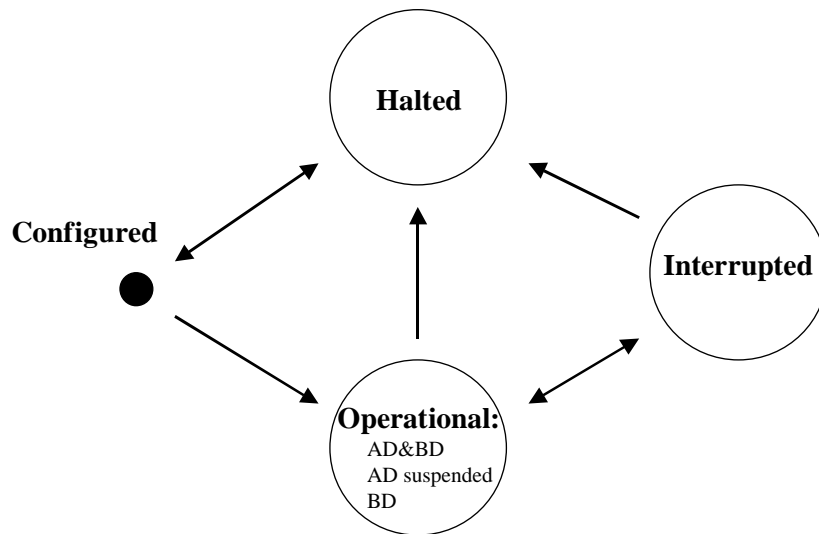 Halted
Configured
Interrupted
Operational:
AD&BD
AD suspended
BD